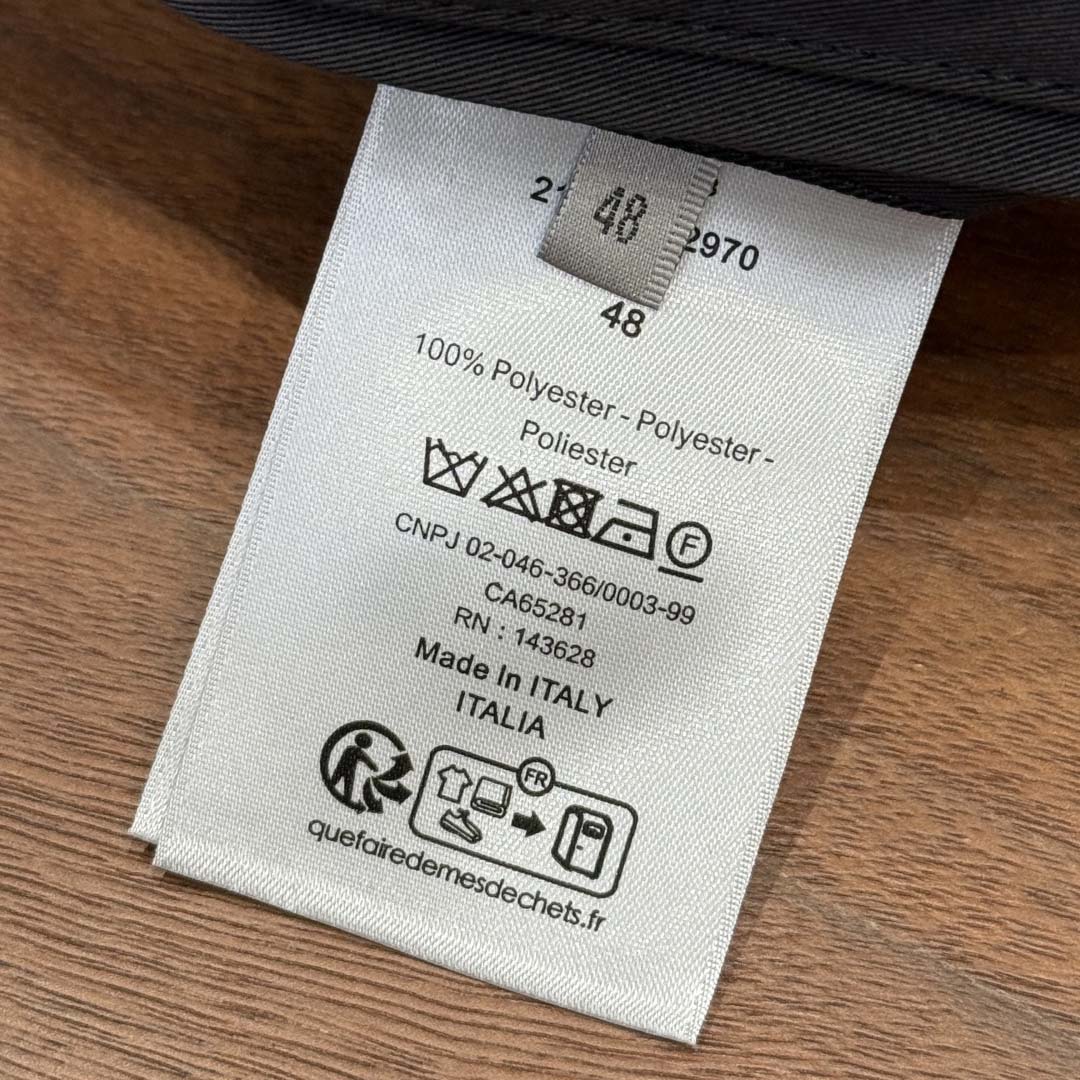 48
2970
48
100% Polyester - Polyester -
Poliester
F
CNPJ 02-046-366/0003-99
CA65281
RN : 143628
Made In ITALY
ITALIA
FR
quefairedemesdechets.fr